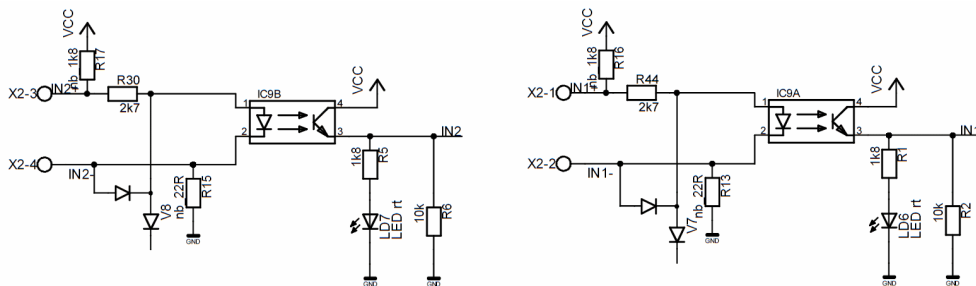 VCC
nb 1k8
R17
X2-3
IN2+
R30
2k7
IC9B
1
2
4
3
VCC
IN2
X2-4
IN2-
V8
nb 22R
R15
GND
1k8
R5
LD7
LED rt
GND
10k
R6
GND
VCC
nb 1k8
R16
X2-1
IN1+
R44
2k7
IC9A
1
2
4
3
VCC
IN1
X2-2
IN1-
V7
nb 22R
R13
GND
1k8
R1
LD6
LED rt
GND
10k
R2
GND